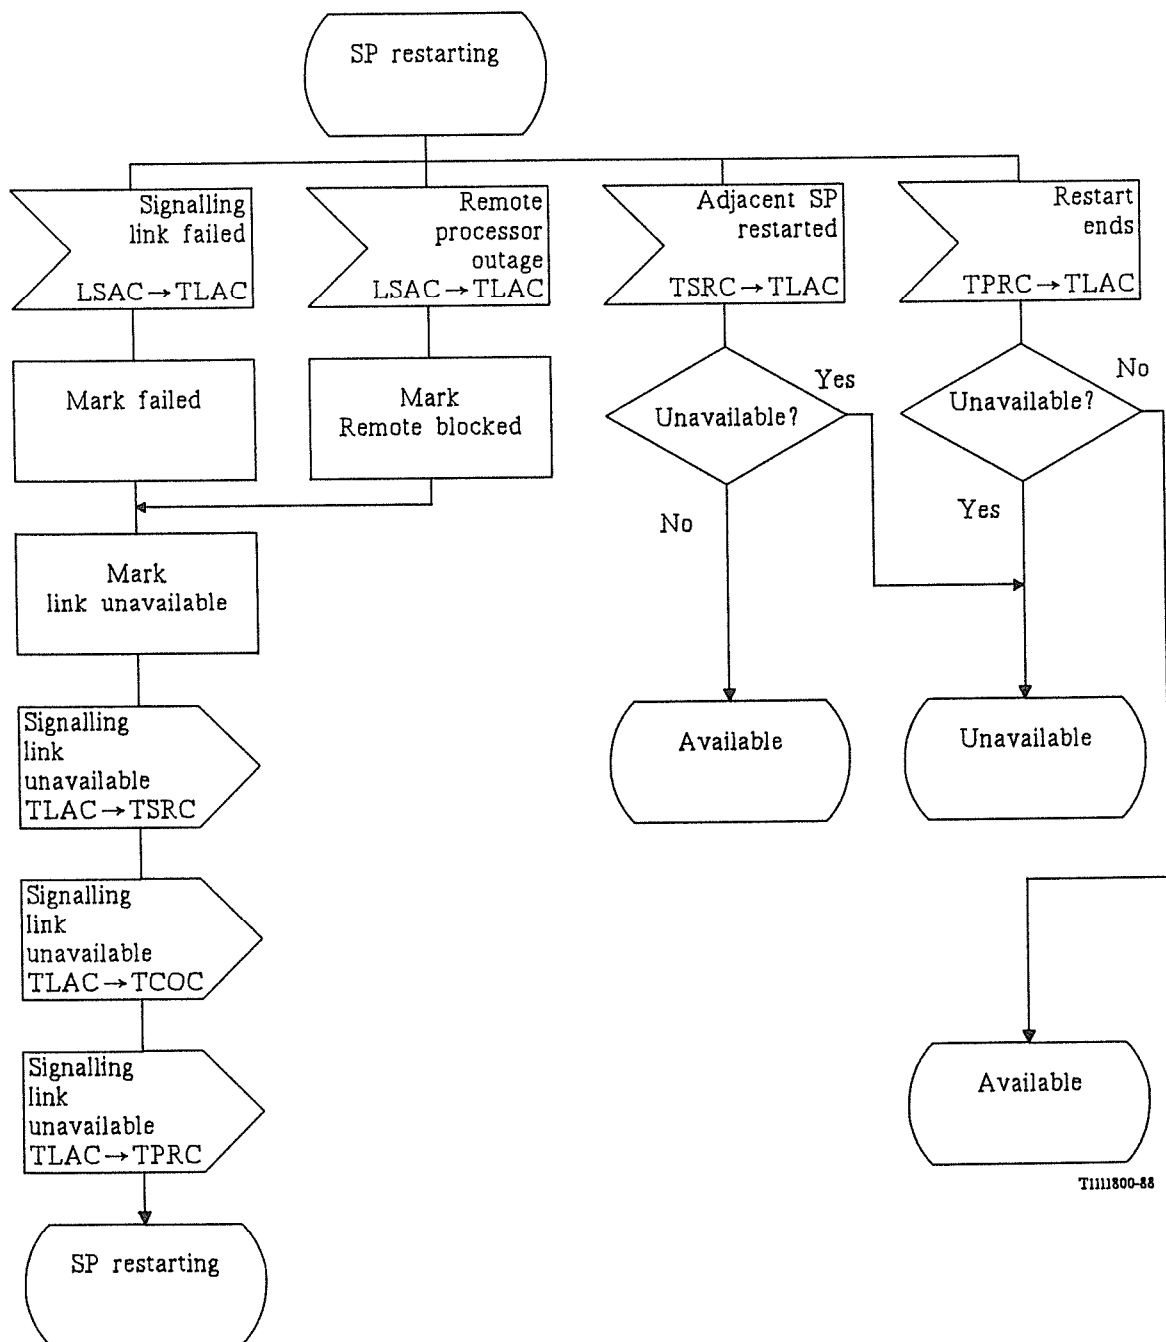 SP restarting
Signalling
link failed
LSAC→TLAC
Remote
processor
outage
LSAC→TLAC
Adjacent SP
restarted
TSRC→TLAC
Restart
ends
TPRC→TLAC
Mark failed
Mark
Remote blocked
Unavailable?
Yes
No
Unavailable?
No
Yes
Mark
link unavailable
Signalling
link
unavailable
TLAC→TSRC
Available
Unavailable
Signalling
link
unavailable
TLAC→TCOC
Signalling
link
unavailable
TLAC→TPRC
Available
T1111800-88
SP restarting